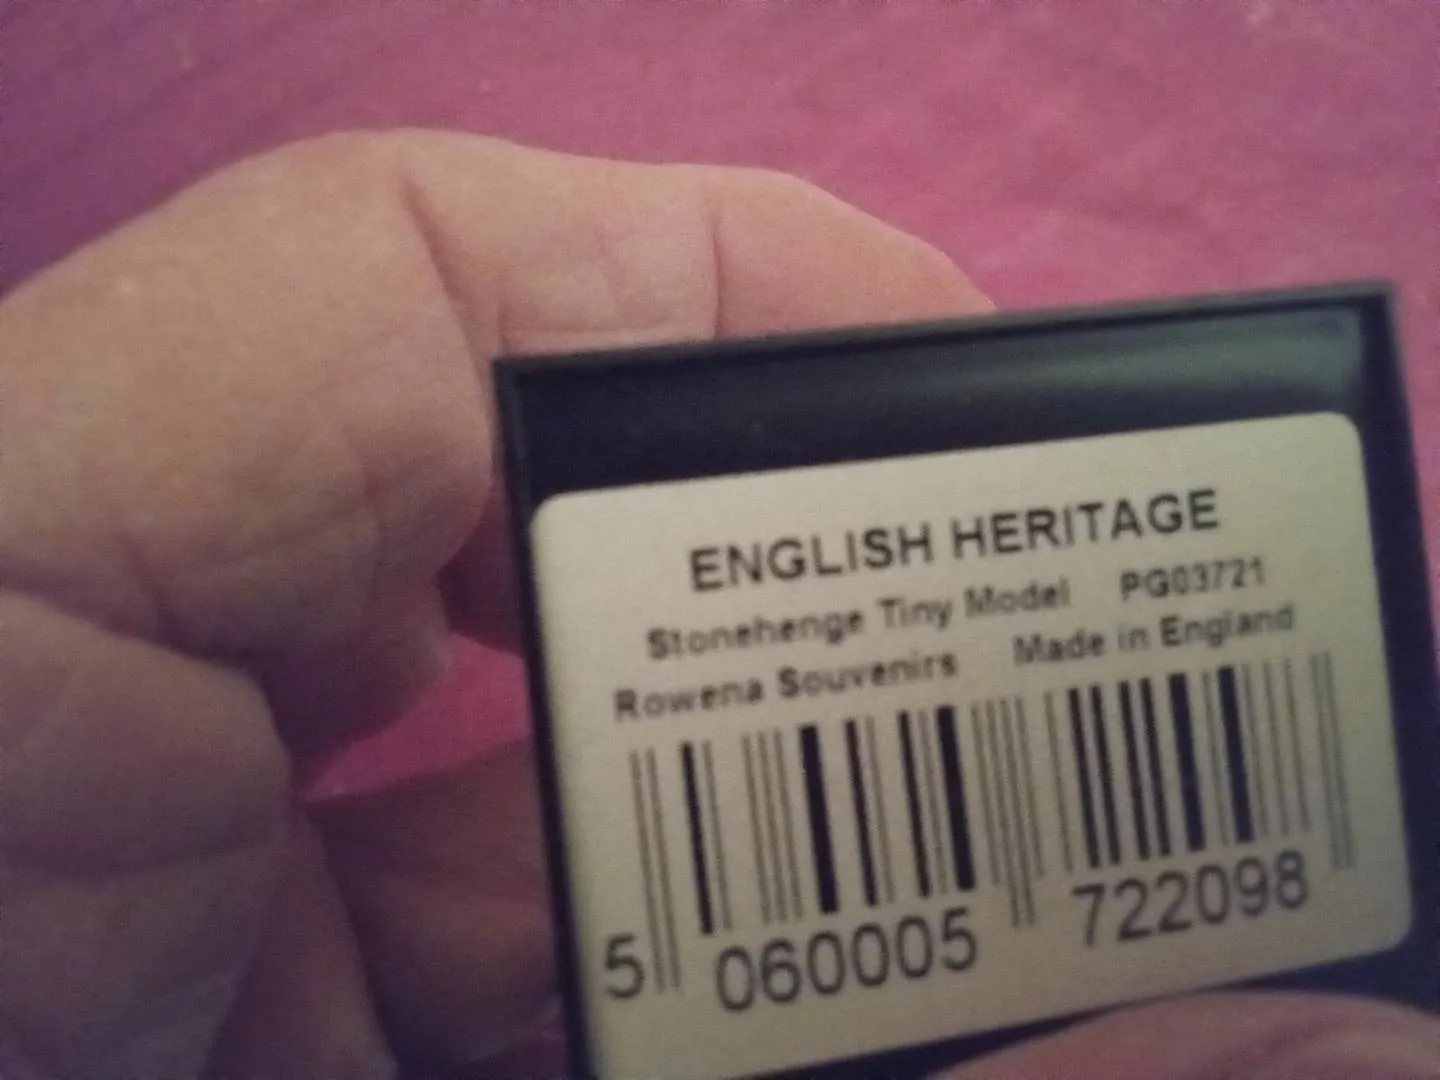 ENGLISH HERITAGE
Stonehenge Tiny Model PG03721
Rowena Souvenirs Made in England
5 060005 722098